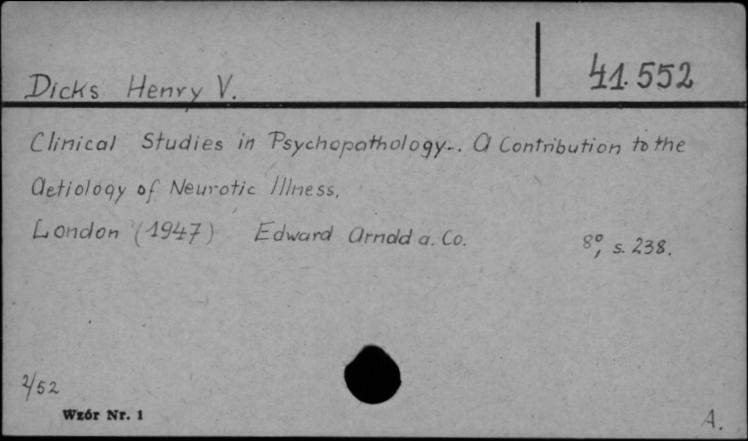 Dicks Henry V.
41.552
Clinical Studies in Psychopathology.. A Contribution to the
Aetiology of Neurotic Illness.
London (1947) Edward Arnold a. Co. 8°, s. 238.
2/52
Wzór Nr. 1
A.